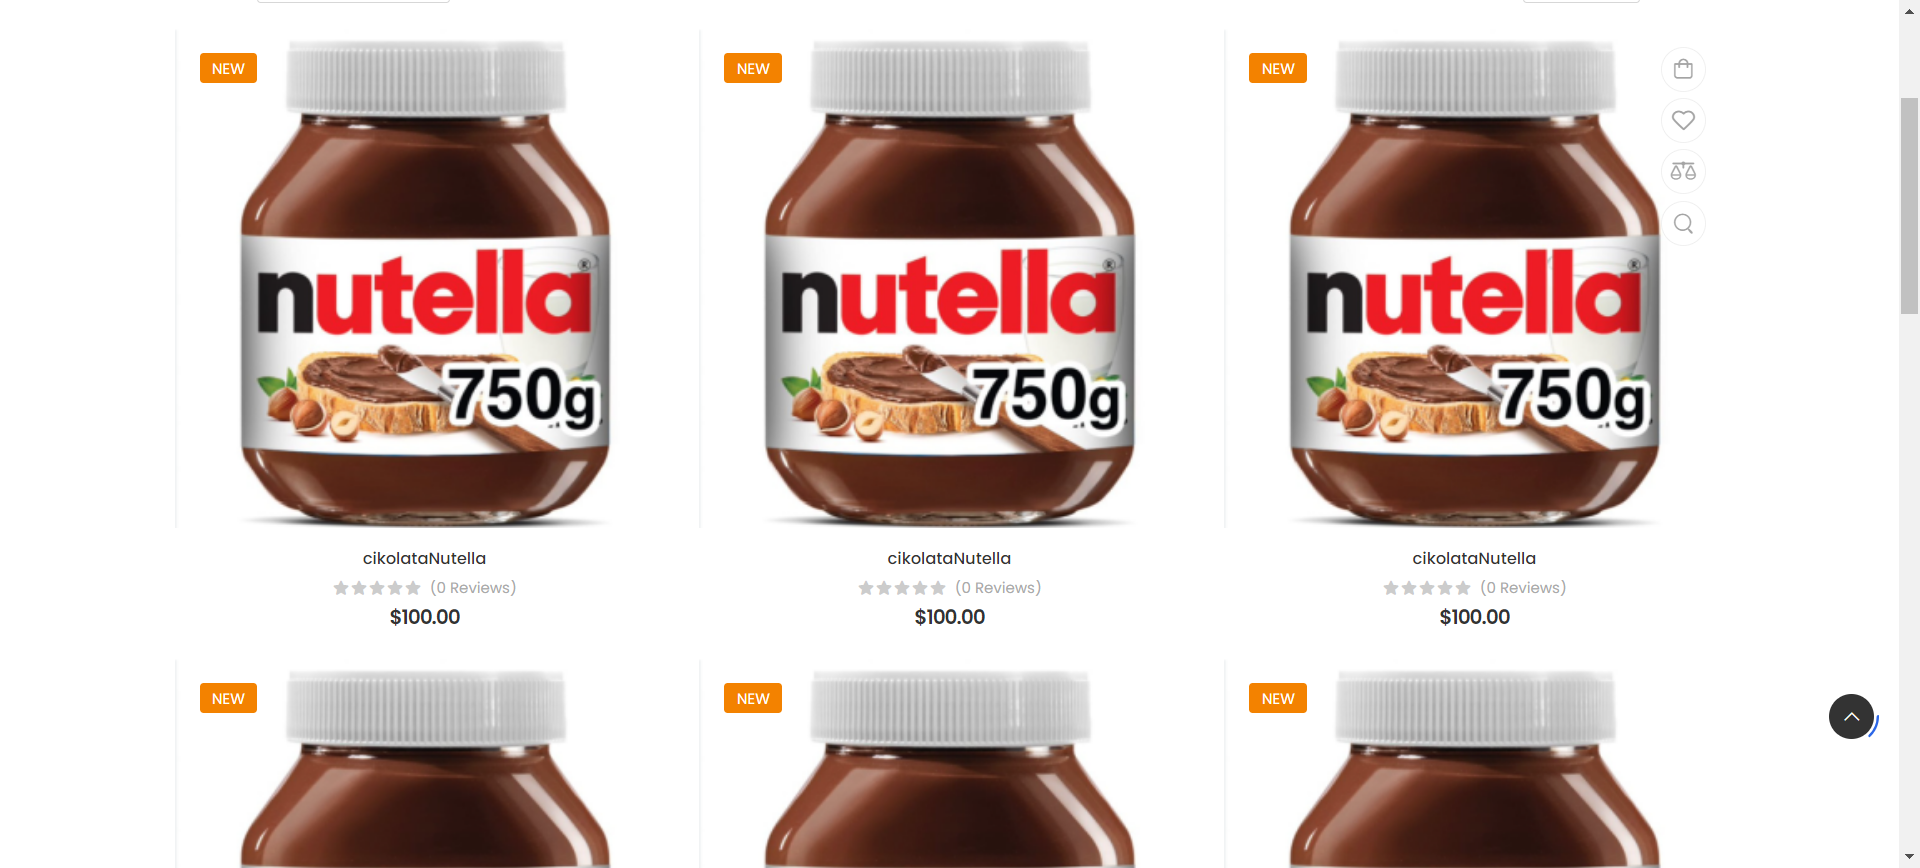 NEW
NEW
NEW
nutella®
nutella®
nutella®
750g
750g
750g
cikolataNutella
cikolataNutella
cikolataNutella
(0 Reviews)
(0 Reviews)
(0 Reviews)
$100.00
$100.00
$100.00
NEW
NEW
NEW